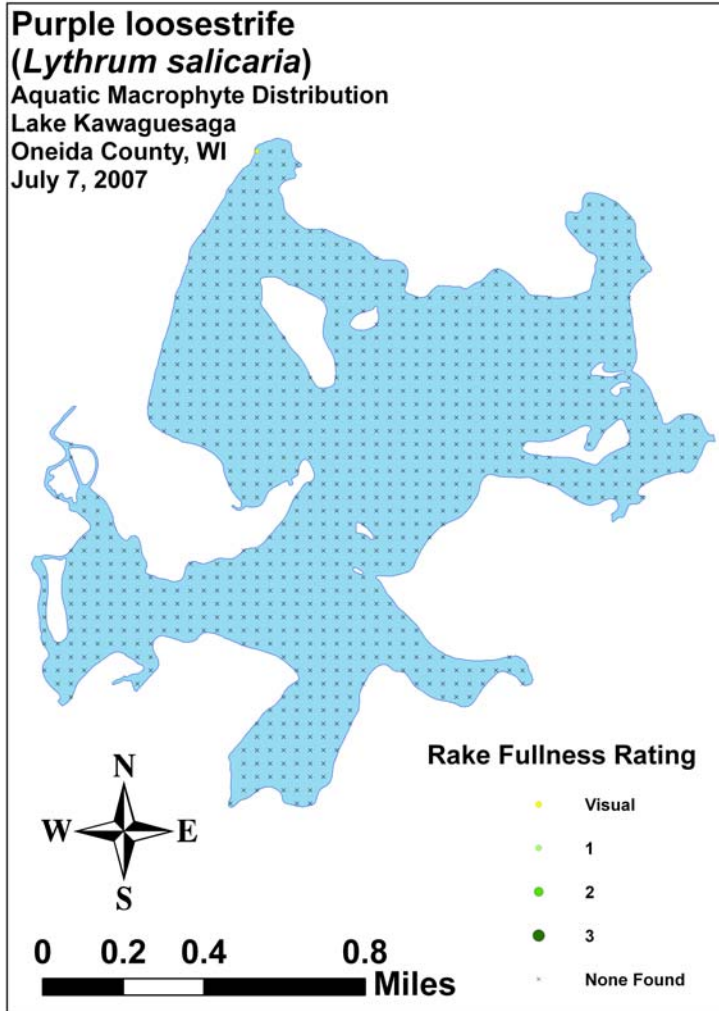 Purple loosestrife
(Lythrum salicaria)
Aquatic Macrophyte Distribution
Lake Kawaguesaga
Oneida County, WI
July 7, 2007
Rake Fullness Rating
Visual
1
2
3
None Found
N
W E
S
0 0.2 0.4 0.8
Miles